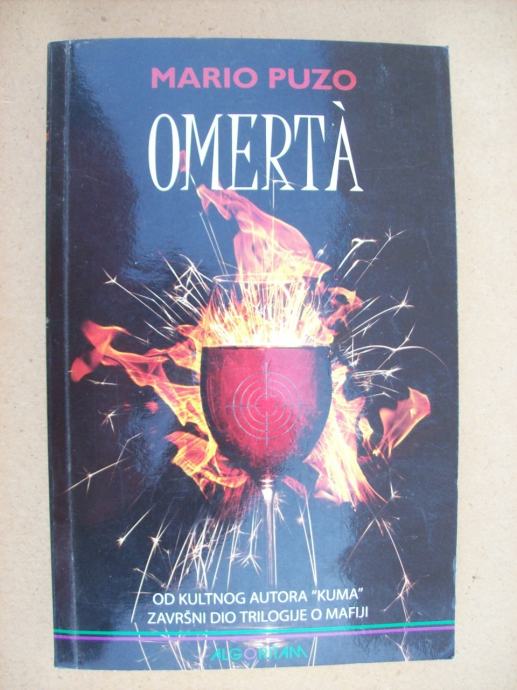 MARIO PUZO
OMERTÀ
OD KULTNOG AUTORA "KUMA"
ZAVRŠNI DIO TRILOGIJE O MAFIJI
ALGORITAM